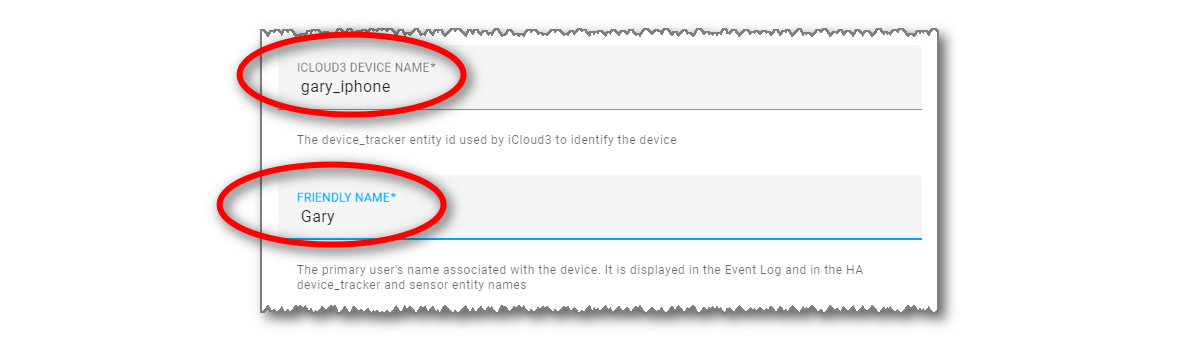 ICLOUD3 DEVICE NAME*
gary_iphone
The device_tracker entity id used by iCloud3 to identify the device
FRIENDLY NAME*
Gary
The primary user's name associated with the device. It is displayed in the Event Log and in the HA
device_tracker and sensor entity names